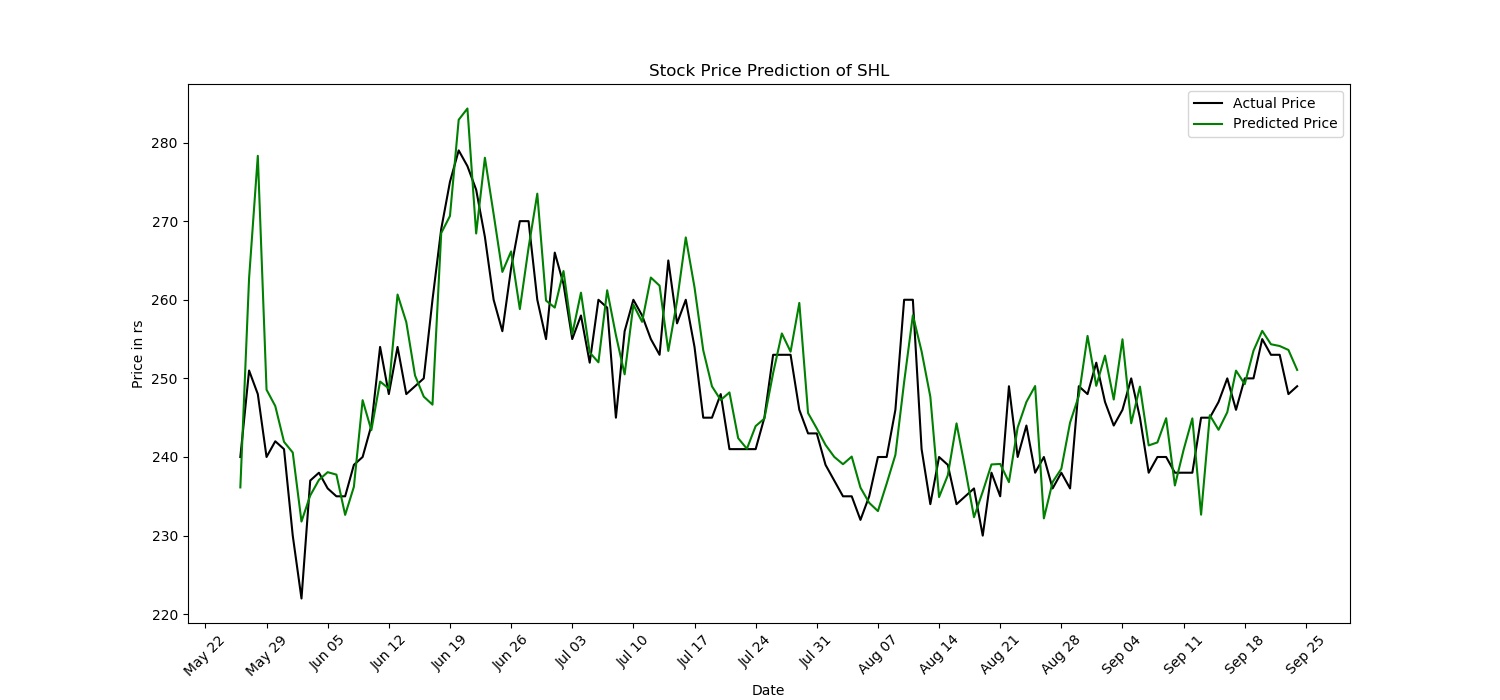 Stock Price Prediction of SHL
Actual Price
Predicted Price
Price in rs
280
270
260
250
240
230
220
May 22
May 29
Jun 05
Jun 12
Jun 19
Jun 26
Jul 03
Jul 10
Jul 17
Jul 24
Jul 31
Aug 07
Aug 14
Aug 21
Aug 28
Sep 04
Sep 11
Sep 18
Sep 25
Date